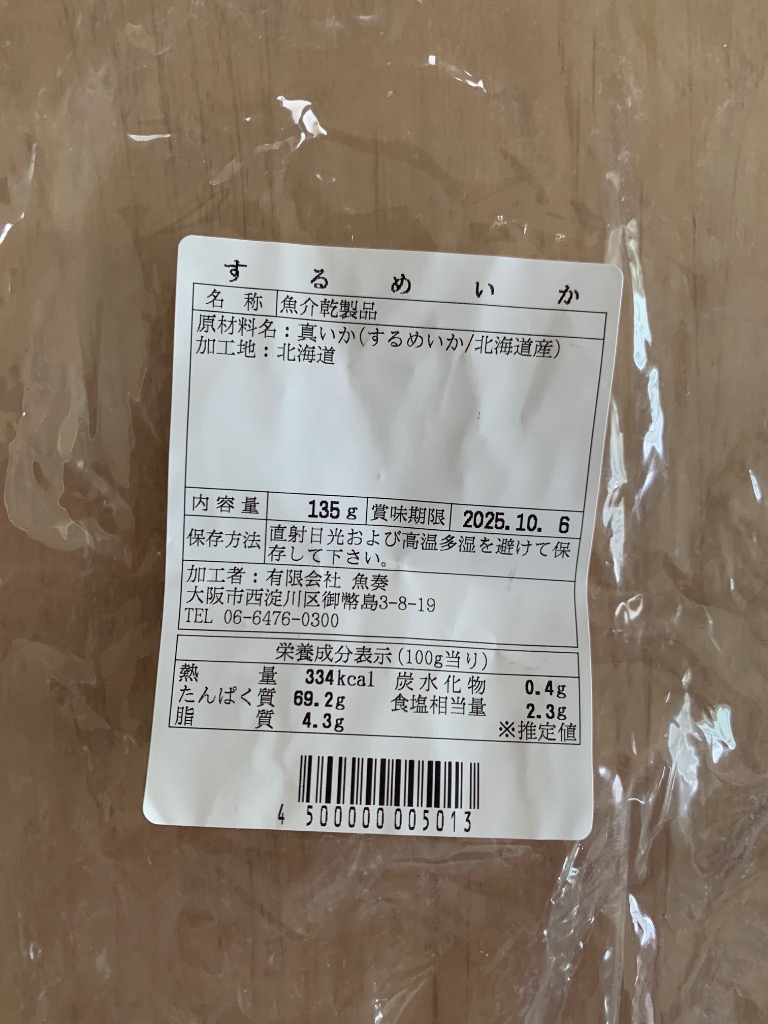 するめいか
名称 魚介乾製品
原材料名：真いか(するめいか/北海道産)
加工地：北海道
内容量 135g 賞味期限 2025.10. 6
保存方法 直射日光および高温多湿を避けて保
存して下さい。
加工者：有限会社 魚奏
大阪市西淀川区御幣島3-8-19
TEL 06-6476-0300
栄養成分表示(100g当り)
熱量 334kcal 炭水化物 0.4g
たんぱく質 69.2g 食塩相当量 2.3g
脂質 4.3g ※推定値
4 500000 005013